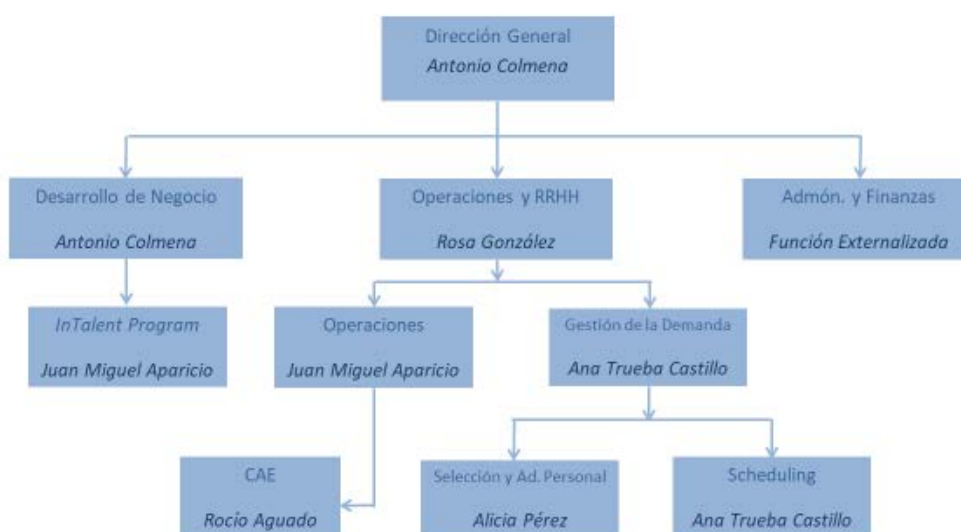 Dirección General
Antonio Colmena
Desarrollo de Negocio
Antonio Colmena
Operaciones y RRHH
Rosa González
Admón. y Finanzas
Función Externalizada
InTalent Program
Juan Miguel Aparicio
Operaciones
Juan Miguel Aparicio
Gestión de la Demanda
Ana Trueba Castillo
CAE
Rocío Aguado
Selección y Ad. Personal
Alicia Pérez
Scheduling
Ana Trueba Castillo